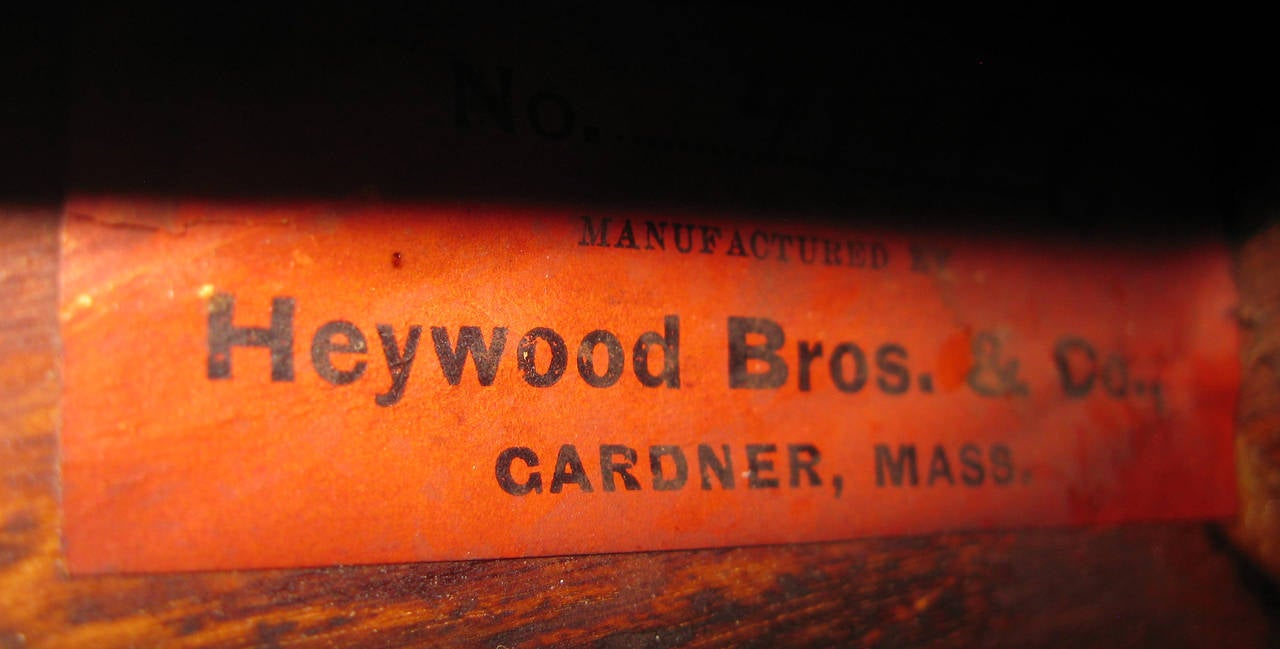 No.
MANUFACTURED BY
Heywood Bros. & Co.,
GARDNER, MASS.